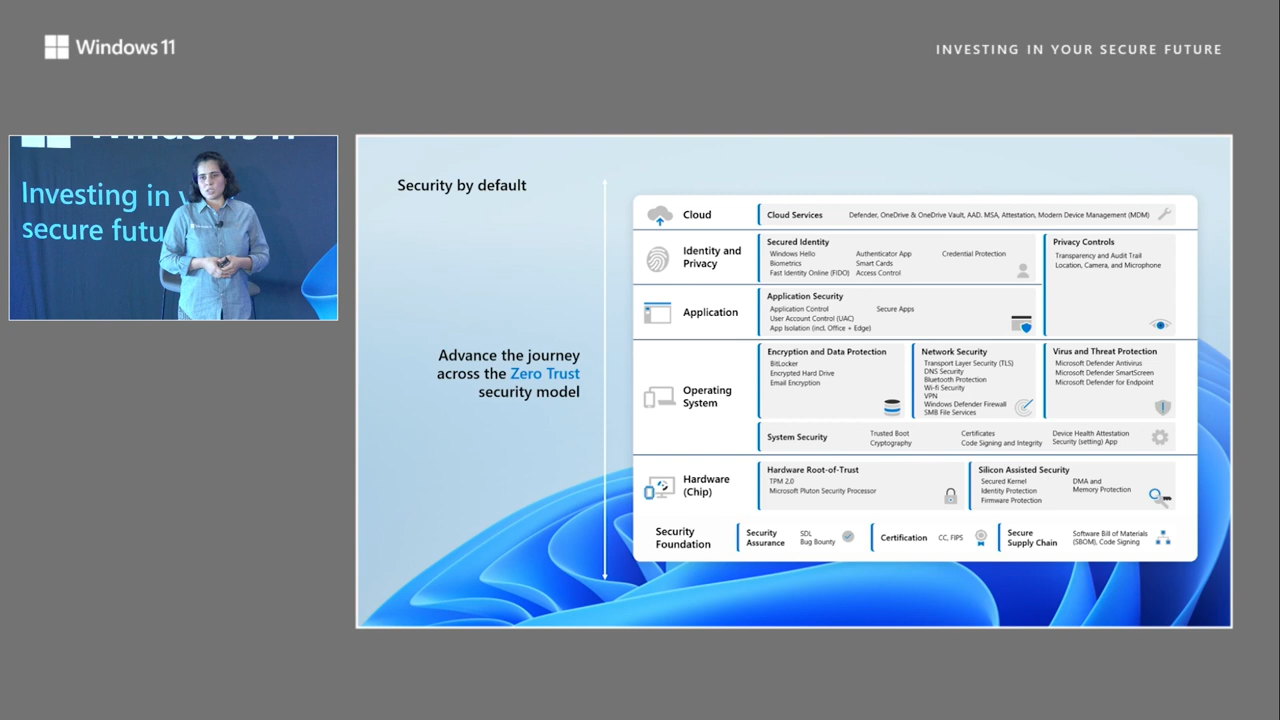 Windows 11
INVESTING IN YOUR SECURE FUTURE
Investing in
secure futu
Security by default
Advance the journey
across the Zero Trust
security model
Cloud
Cloud Services
Defender, OneDrive & OneDrive Vault, AAD. MSA, Attestation, Modern Device Management (MDM)
Identity and
Privacy
Secured Identity
Windows Hello
Biometrics
Fast Identity Online (FIDO)
Authenticator App
Smart Cards
Access Control
Credential Protection
Privacy Controls
Transparency and Audit Trail
Location, Camera, and Microphone
Application
Application Security
Application Control
User Account Control (UAC)
App Isolation (incl. Office + Edge)
Secure Apps
Operating
System
Encryption and Data Protection
BitLocker
Encrypted Hard Drive
Email Encryption
Network Security
Transport Layer Security (TLS)
DNS Security
Bluetooth Protection
Wi-fi Security
VPN
Windows Defender Firewall
SMB File Services
Virus and Threat Protection
Microsoft Defender Antivirus
Microsoft Defender SmartScreen
Microsoft Defender for Endpoint
System Security
Trusted Boot
Cryptography
Certificates
Code Signing and Integrity
Device Health Attestation
Security (setting) App
Hardware
(Chip)
Hardware Root-of-Trust
TPM 2.0
Microsoft Pluton Security Processor
Silicon Assisted Security
Secured Kernel
Identity Protection
Firmware Protection
DMA and
Memory Protection
Security
Foundation
Security
Assurance
SDL
Bug Bounty
Certification
CC, FIPS
Secure
Supply Chain
Software Bill of Materials
(SBOM), Code Signing